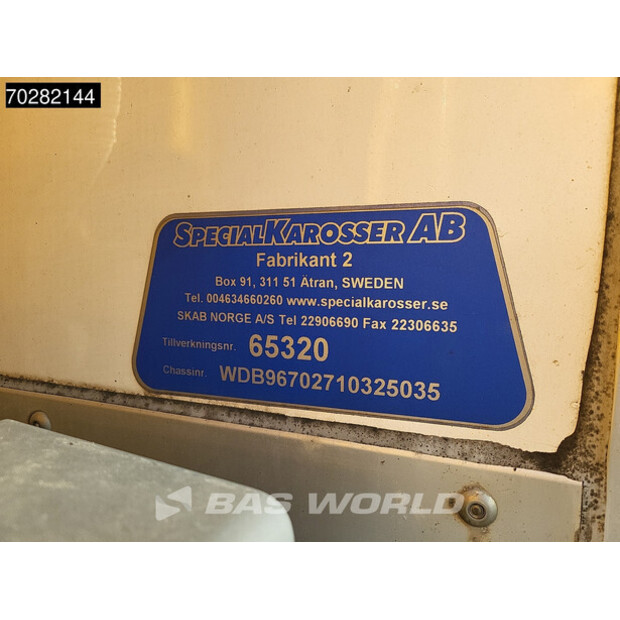 70282144
SPECIALKAROSSER AB
Fabrikant 2
Box 91, 311 51 Ätran, SWEDEN
Tel. 004634660260 www.specialkarosser.se
SKAB NORGE A/S Tel 22906690 Fax 22306635
Tillverkningsnr. 65320
Chassinr. WDB96702710325035
BAS WORLD